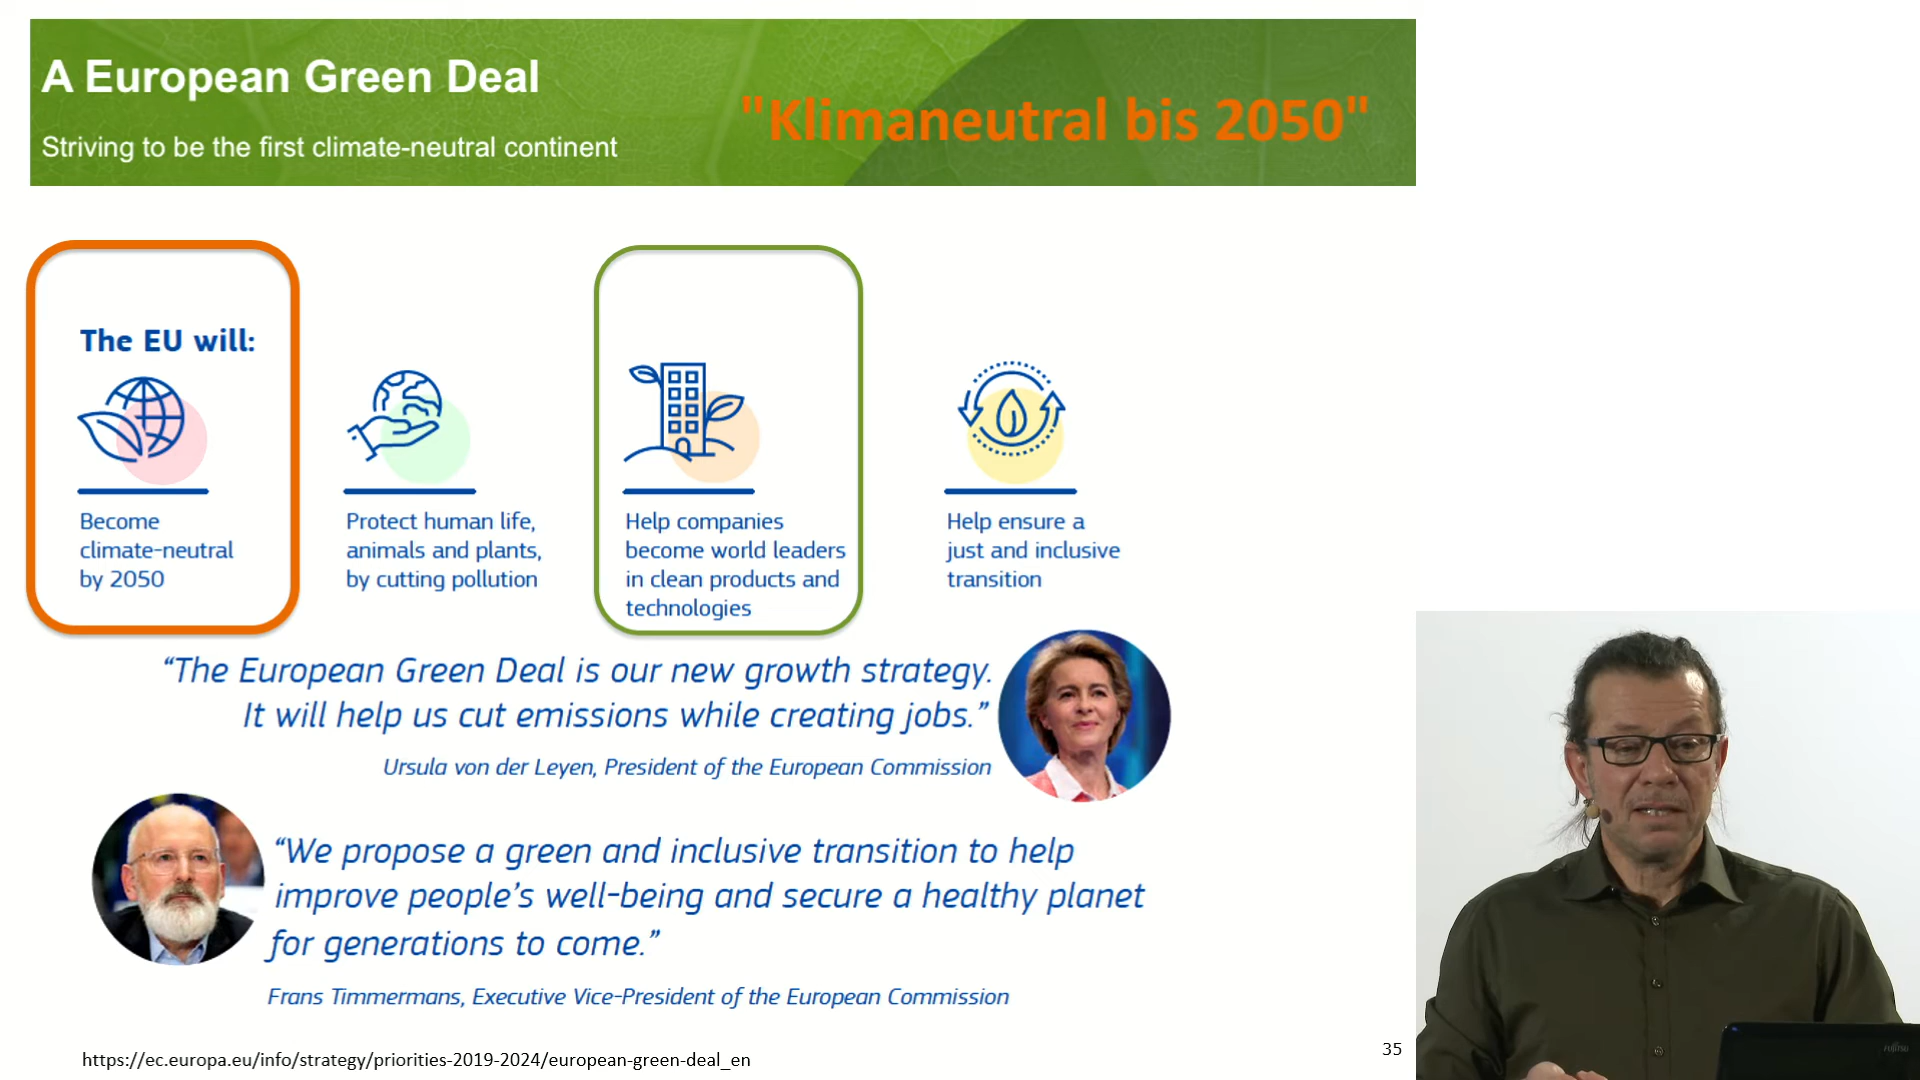 A European Green Deal
Striving to be the first climate-neutral continent
"Klimaneutral bis 2050"
The EU will:
Become
climate-neutral
by 2050
Protect human life,
animals and plants,
by cutting pollution
Help companies
become world leaders
in clean products and
technologies
Help ensure a
just and inclusive
transition
“The European Green Deal is our new growth strategy.
It will help us cut emissions while creating jobs.”
Ursula von der Leyen, President of the European Commission
“We propose a green and inclusive transition to help
improve people’s well-being and secure a healthy planet
for generations to come.”
Frans Timmermans, Executive Vice-President of the European Commission
https://ec.europa.eu/info/strategy/priorities-2019-2024/european-green-deal_en
35
FUJITSU